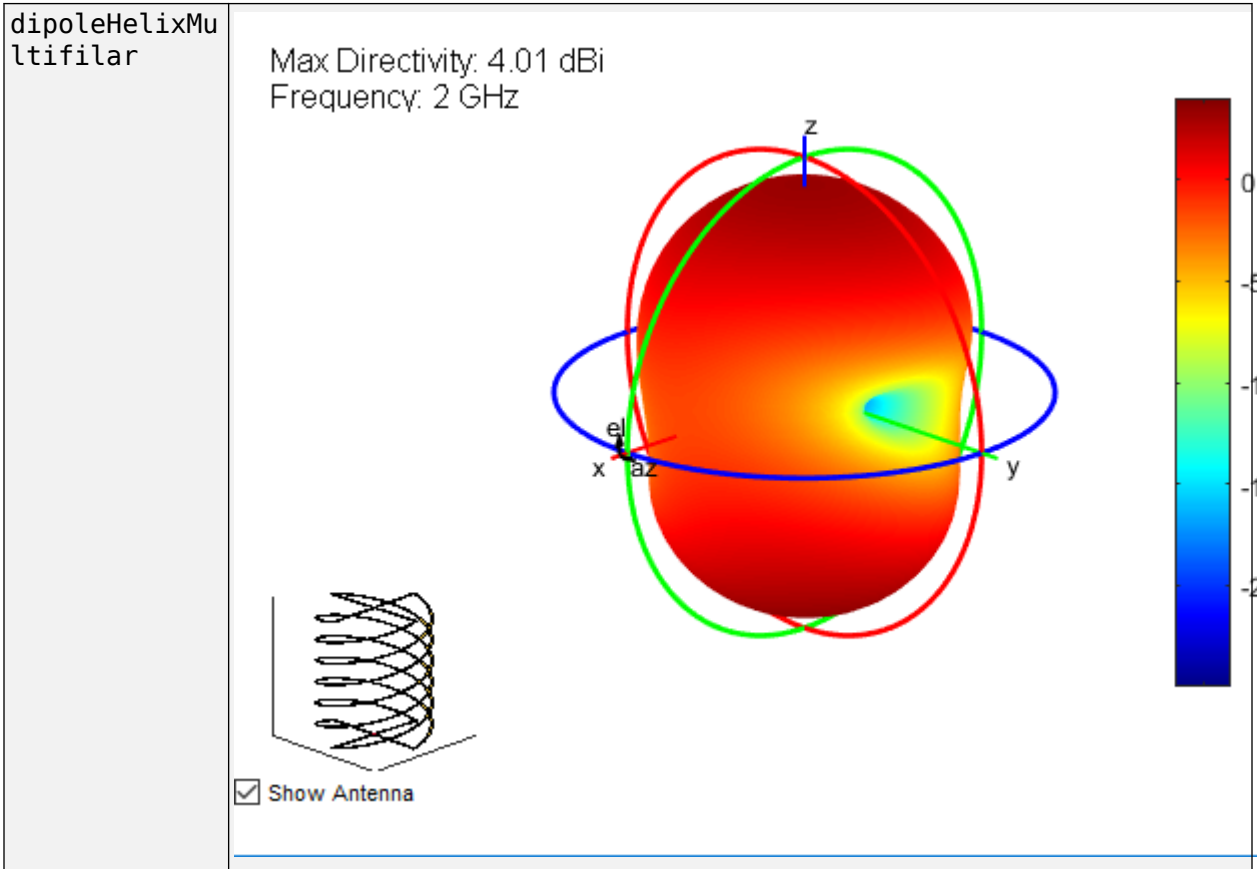 dipoleHelixMu
ltifilar
Max Directivity: 4.01 dBi
Frequency: 2 GHz
z
0
el
x
az
y
Show Antenna